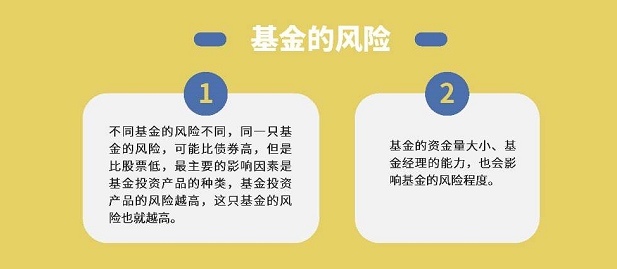 基金的风险
1
不同基金的风险不同，同一只基
金的风险，可能比债券高，但是
比股票低，最主要的影响因素是
基金投资产品的种类，基金投资
产品的风险越高，这只基金的风
险也就越高。
2
基金的资金量大小、基
金经理的能力，也会影
响基金的风险程度。